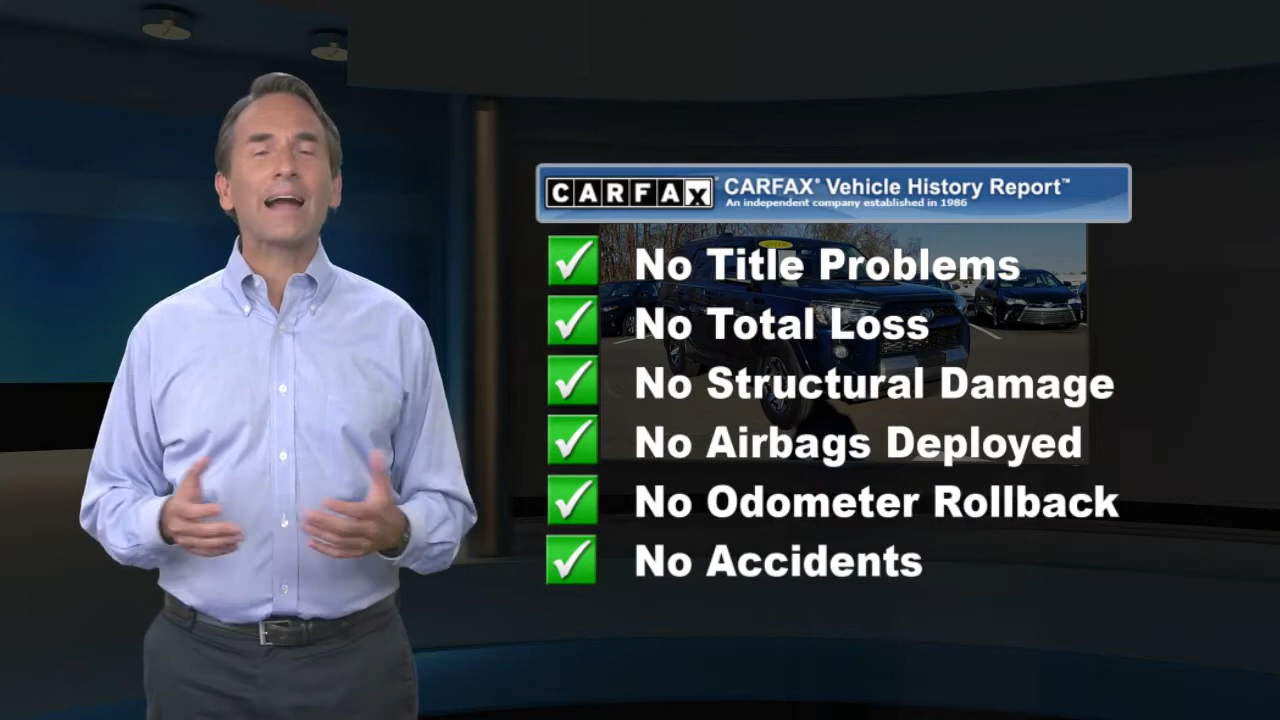 CARFAX
CARFAX® Vehicle History Report™
An independent company established in 1986
No Title Problems
No Total Loss
No Structural Damage
No Airbags Deployed
No Odometer Rollback
No Accidents